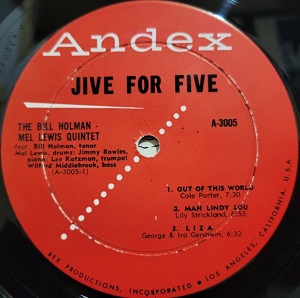 Andex
JIVE FOR FIVE
THE BILL HOLMAN -
MEL LEWIS QUINTET
feat. Bill Holman, tenor
Mel Lewis, drums: Jimmy Rowles,
piano, Lee Katzman, trumpet
Wilfred Middlebrook, bass
(A-3005-1)
A-3005
1. OUT OF THIS WORLD
Cole Porter, 7:30
2. MAH LINDY LOU
Lily Strickland, 6:55
3. LIZA
George & Ira Gershwin, 6:32
REX PRODUCTIONS, INCORPORATED • LOS ANGELES, CALIFORNIA, U.S.A.